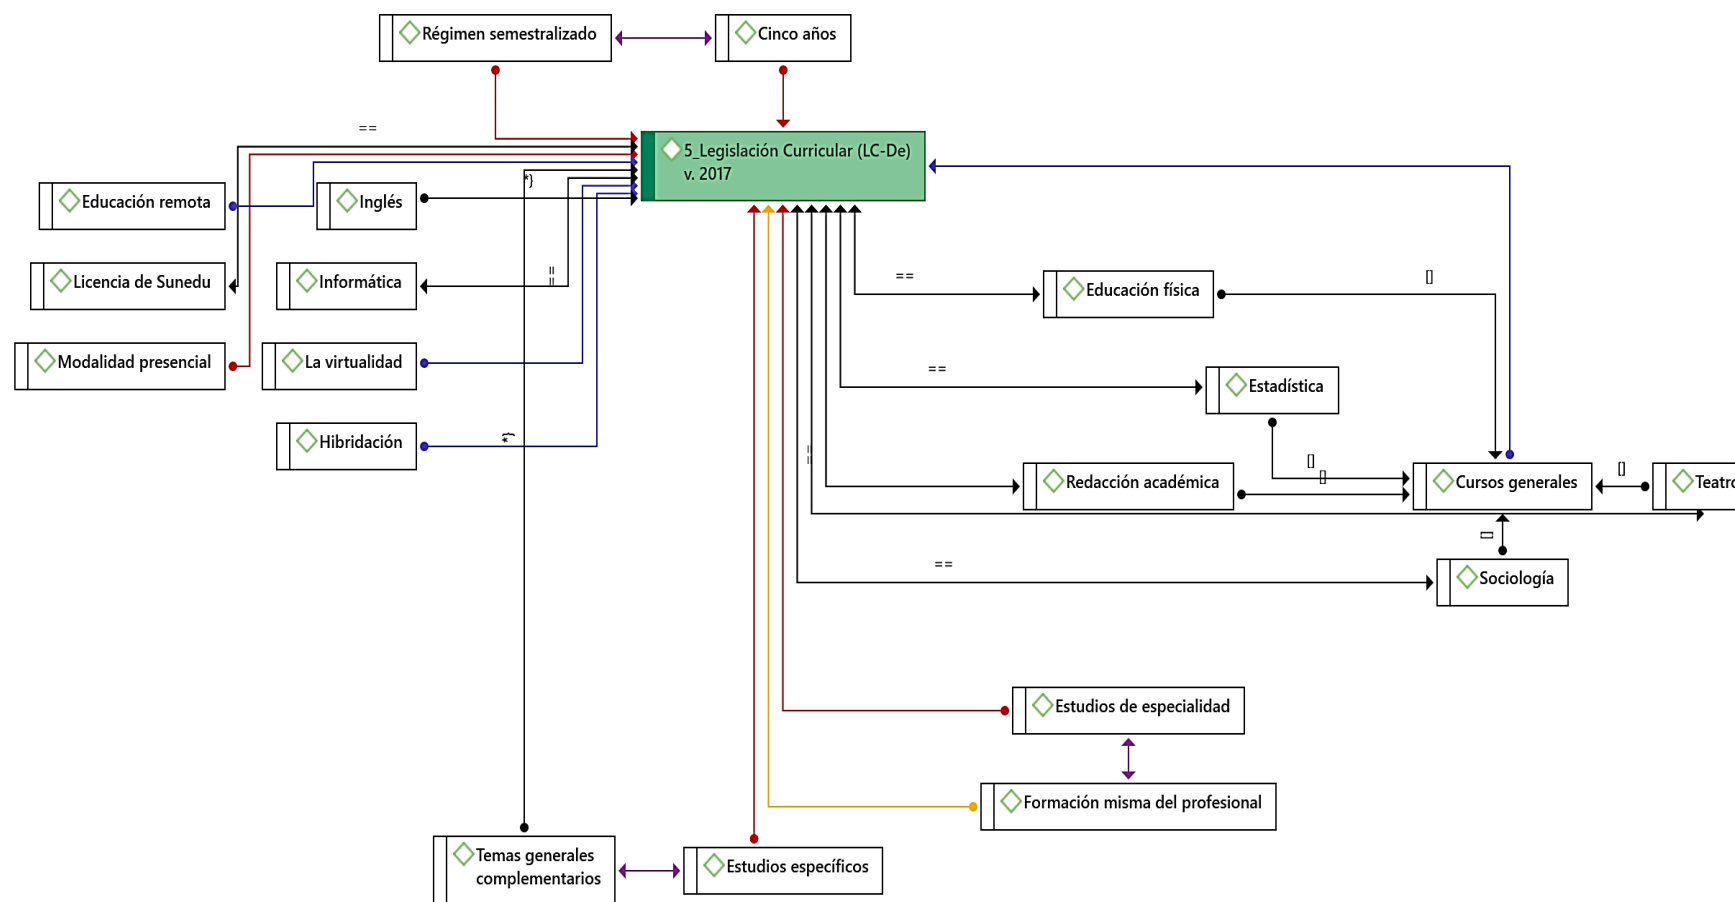 Régimen semestralizado
Cinco años
==
5_Legislación Curricular (LC-De)
v. 2017
*}
Educación remota
Inglés
Licencia de Sunedu
Informática
==
==
Educación física
[]
Modalidad presencial
La virtualidad
==
Estadística
Hibridación
*}
==
[]
[]
Redacción académica
Cursos generales
[]
Teatro
[]
==
Sociología
Estudios de especialidad
Formación misma del profesional
Temas generales
complementarios
Estudios específicos